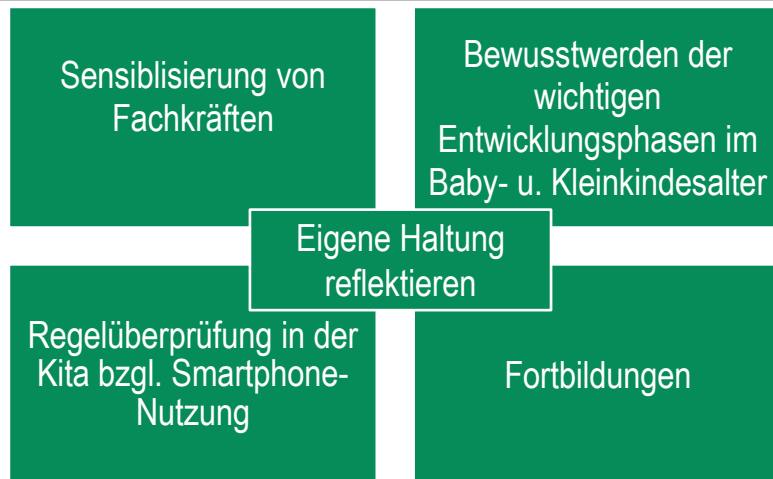 Sensiblisierung von
Fachkräften
Bewusstwerden der
wichtigen
Entwicklungsphasen im
Baby- u. Kleinkindesalter
Eigene Haltung
reflektieren
Regelüberprüfung in der
Kita bzgl. Smartphone-
Nutzung
Fortbildungen